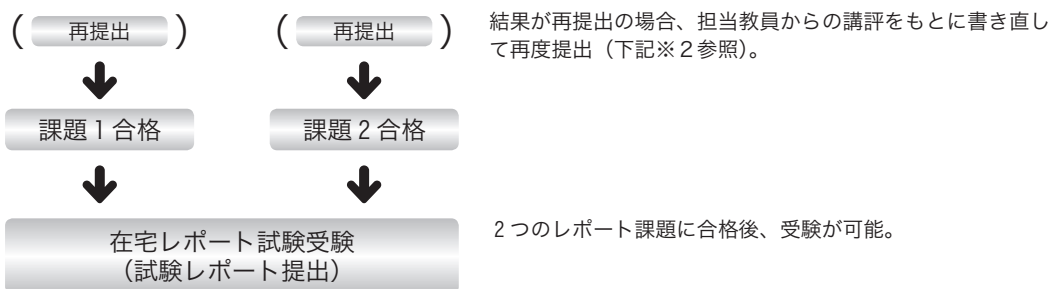 (再提出) (再提出)
結果が再提出の場合、担当教員からの講評をもとに書き直し
て再度提出（下記※２参照）。
課題１合格 課題２合格
在宅レポート試験受験
（試験レポート提出）
２つのレポート課題に合格後、受験が可能。